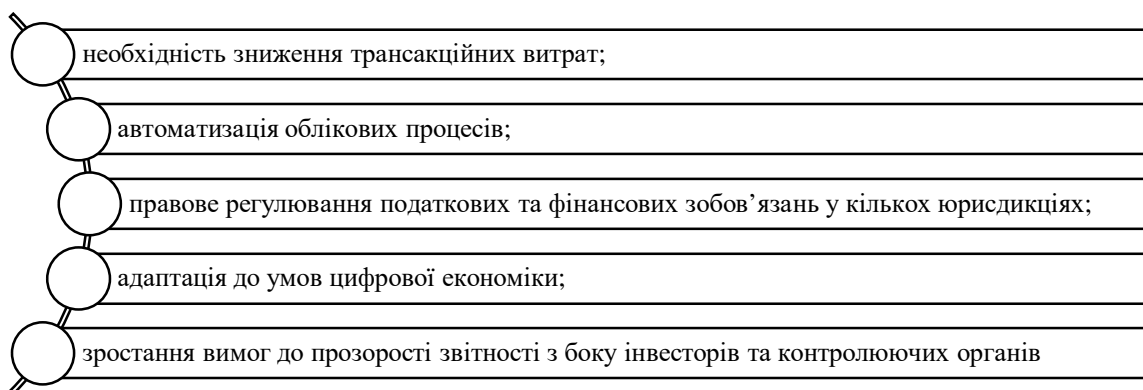 необхідність зниження трансакційних витрат;
автоматизація облікових процесів;
правове регулювання податкових та фінансових зобов’язань у кількох юрисдикціях;
адаптація до умов цифрової економіки;
зростання вимог до прозорості звітності з боку інвесторів та контролюючих органів